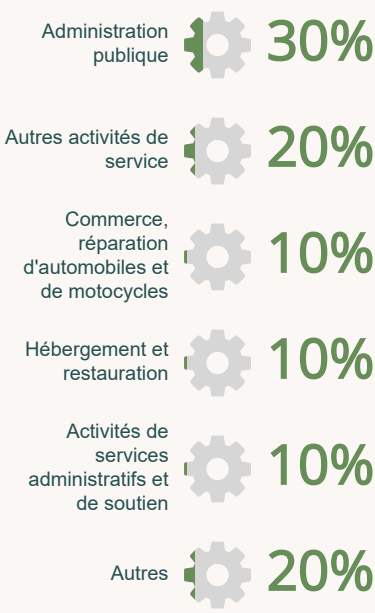 Administration
publique
30%
Autres activités de
service
20%
Commerce,
réparation
d'automobiles et
de motocycles
10%
Hébergement et
restauration
10%
Activités de
services
administratifs et
de soutien
10%
Autres
20%